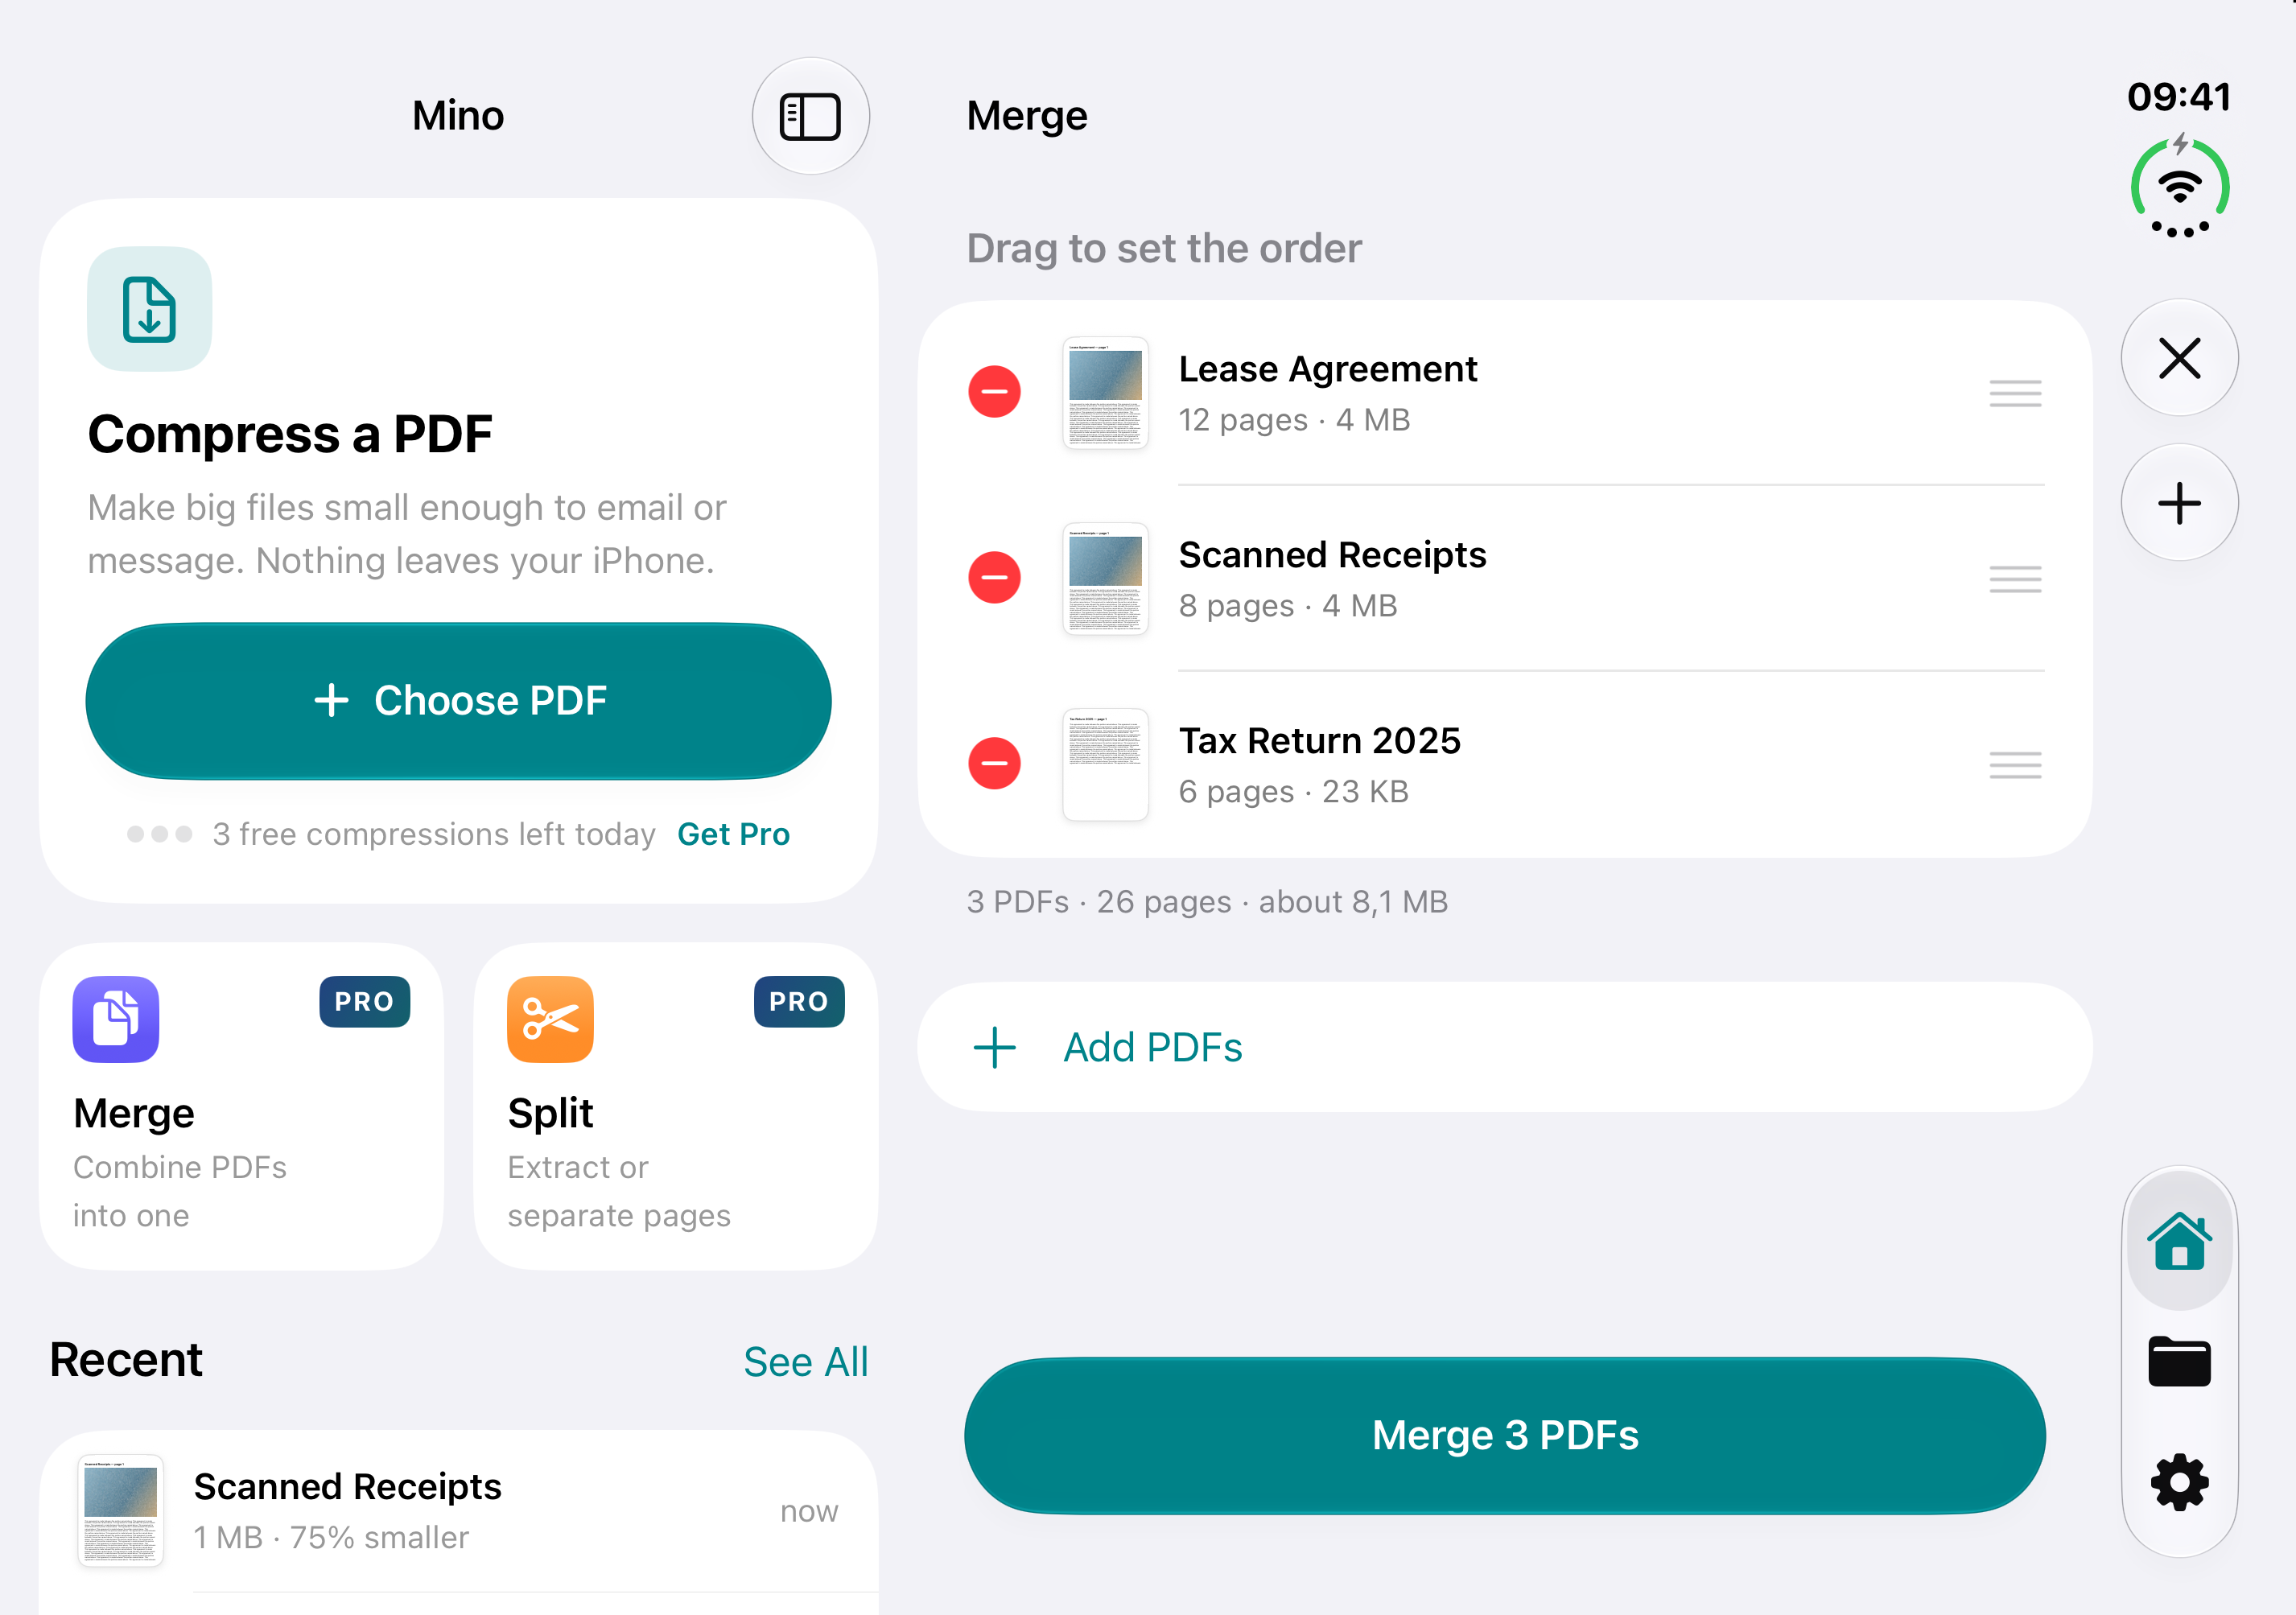 Mino
Compress a PDF
Make big files small enough to email or
message. Nothing leaves your iPhone.
Choose PDF
3 free compressions left today Get Pro
PRO
Merge
Combine PDFs
into one
PRO
Split
Extract or
separate pages
Recent
See All
Scanned Receipts
1 MB · 75% smaller
now
Merge
Drag to set the order
Lease Agreement
12 pages · 4 MB
Scanned Receipts
8 pages · 4 MB
Tax Return 2025
6 pages · 23 KB
3 PDFs · 26 pages · about 8,1 MB
Add PDFs
Merge 3 PDFs
09:41